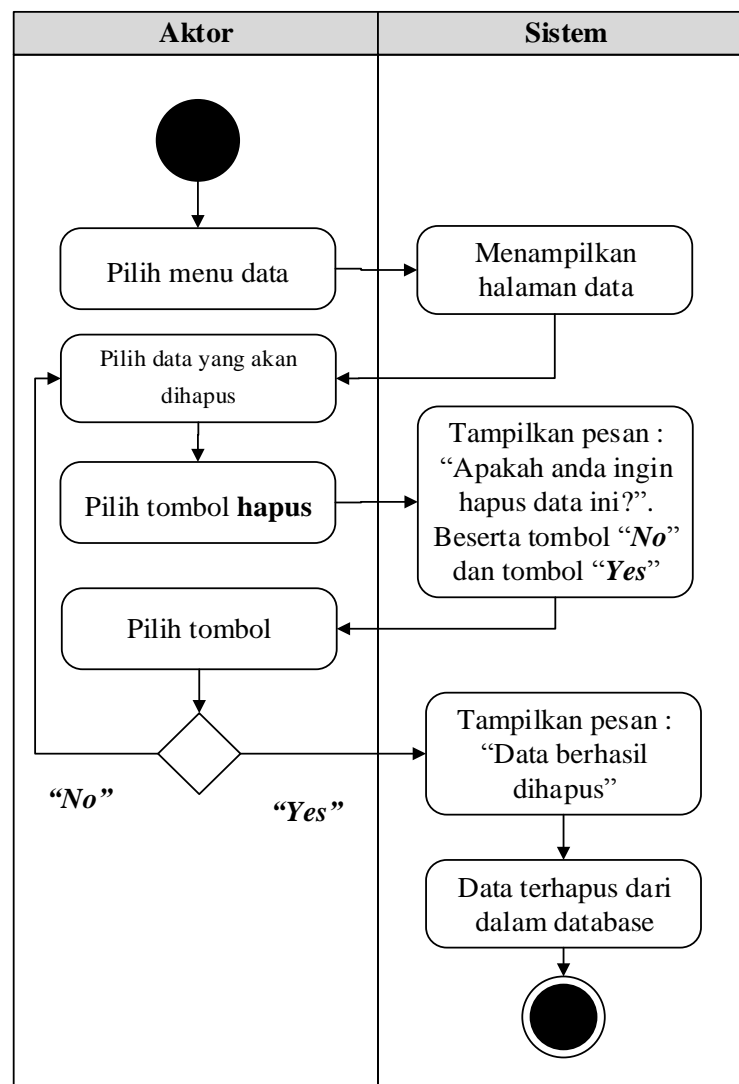 Aktor
Sistem
Pilih menu data
Menampilkan
halaman data
Pilih data yang akan
dihapus
Pilih tombol hapus
Tampilkan pesan :
“Apakah anda ingin
hapus data ini?”.
Beserta tombol “No”
dan tombol “Yes”
Pilih tombol
Tampilkan pesan :
“Data berhasil
dihapus”
“No”
“Yes”
Data terhapus dari
dalam database